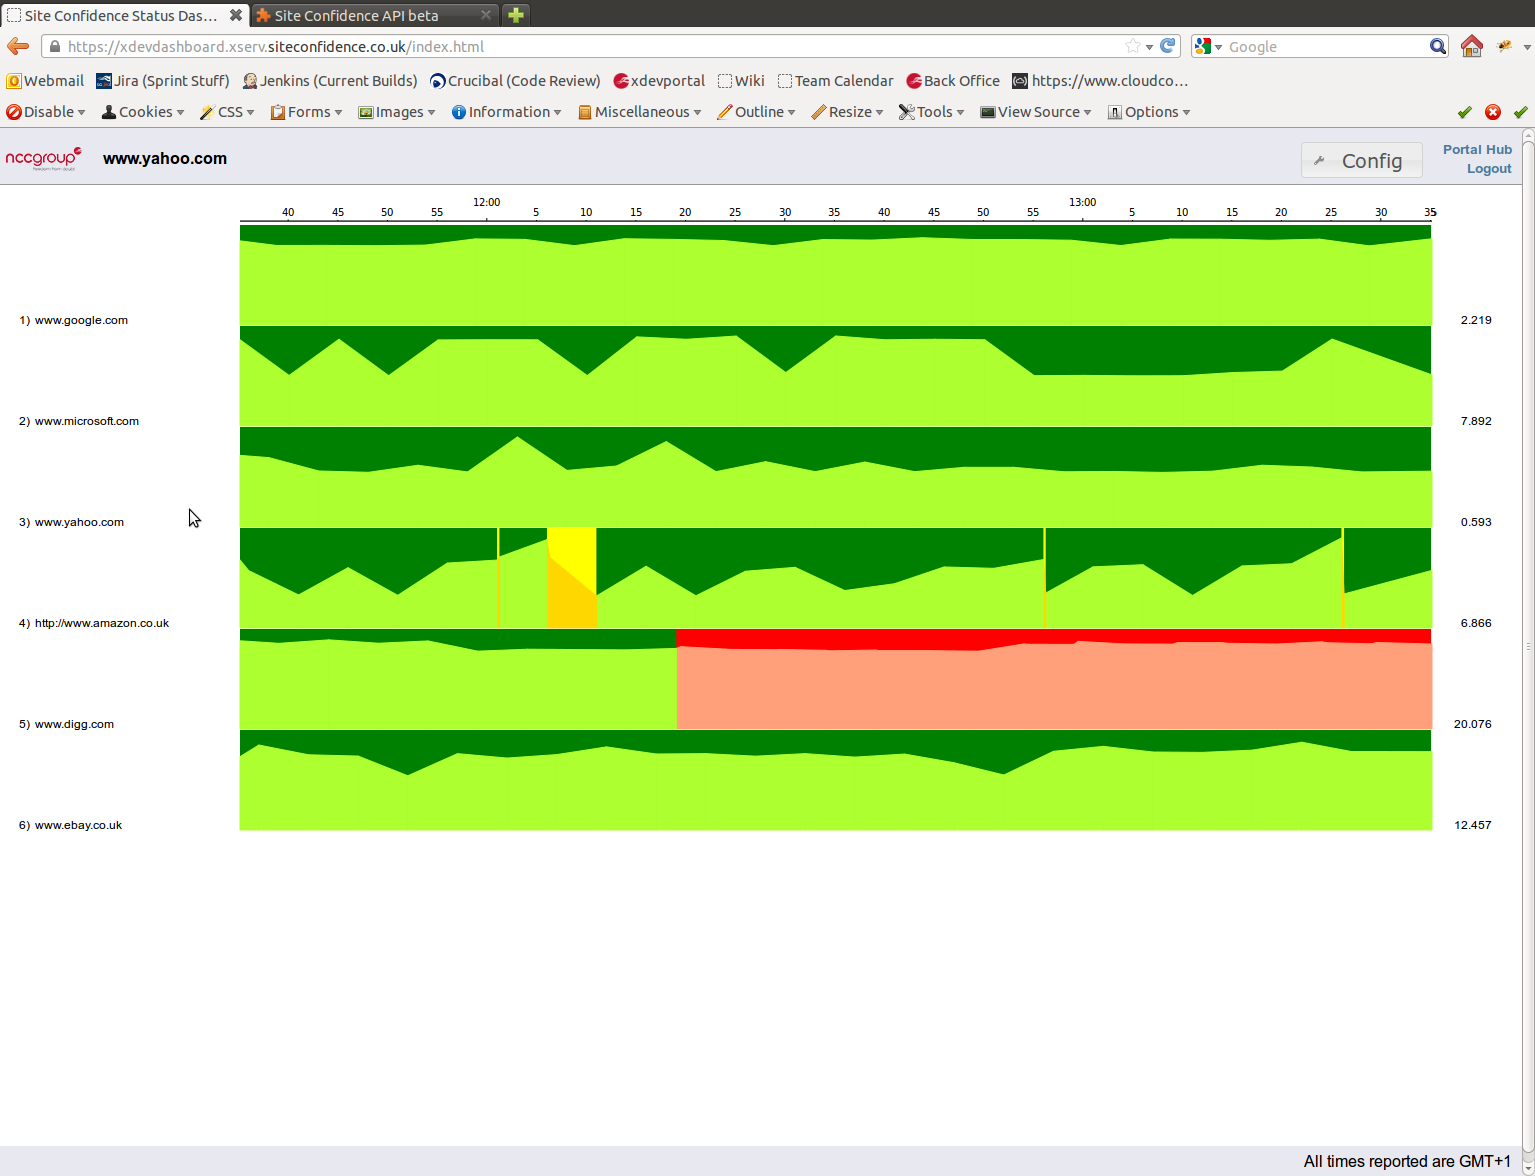 Site Confidence Status Das...
Site Confidence API beta
https://xdevdashboard.xserv.siteconfidence.co.uk/index.html
Google
Webmail Jira (Sprint Stuff) Jenkins (Current Builds) Crucibal (Code Review) xdevportal Wiki Team Calendar Back Office https://www.cloudco...
Disable Cookies CSS Forms Images Information Miscellaneous Outline Resize Tools View Source Options
nccgroup
www.yahoo.com
Config
Portal Hub
Logout
12:00 13:00
40 45 50 55 5 10 15 20 25 30 35 40 45 50 55 5 10 15 20 25 30 35
1) www.google.com 2.219
2) www.microsoft.com 7.892
3) www.yahoo.com 0.593
4) http://www.amazon.co.uk 6.866
5) www.digg.com 20.076
6) www.ebay.co.uk 12.457
All times reported are GMT+1